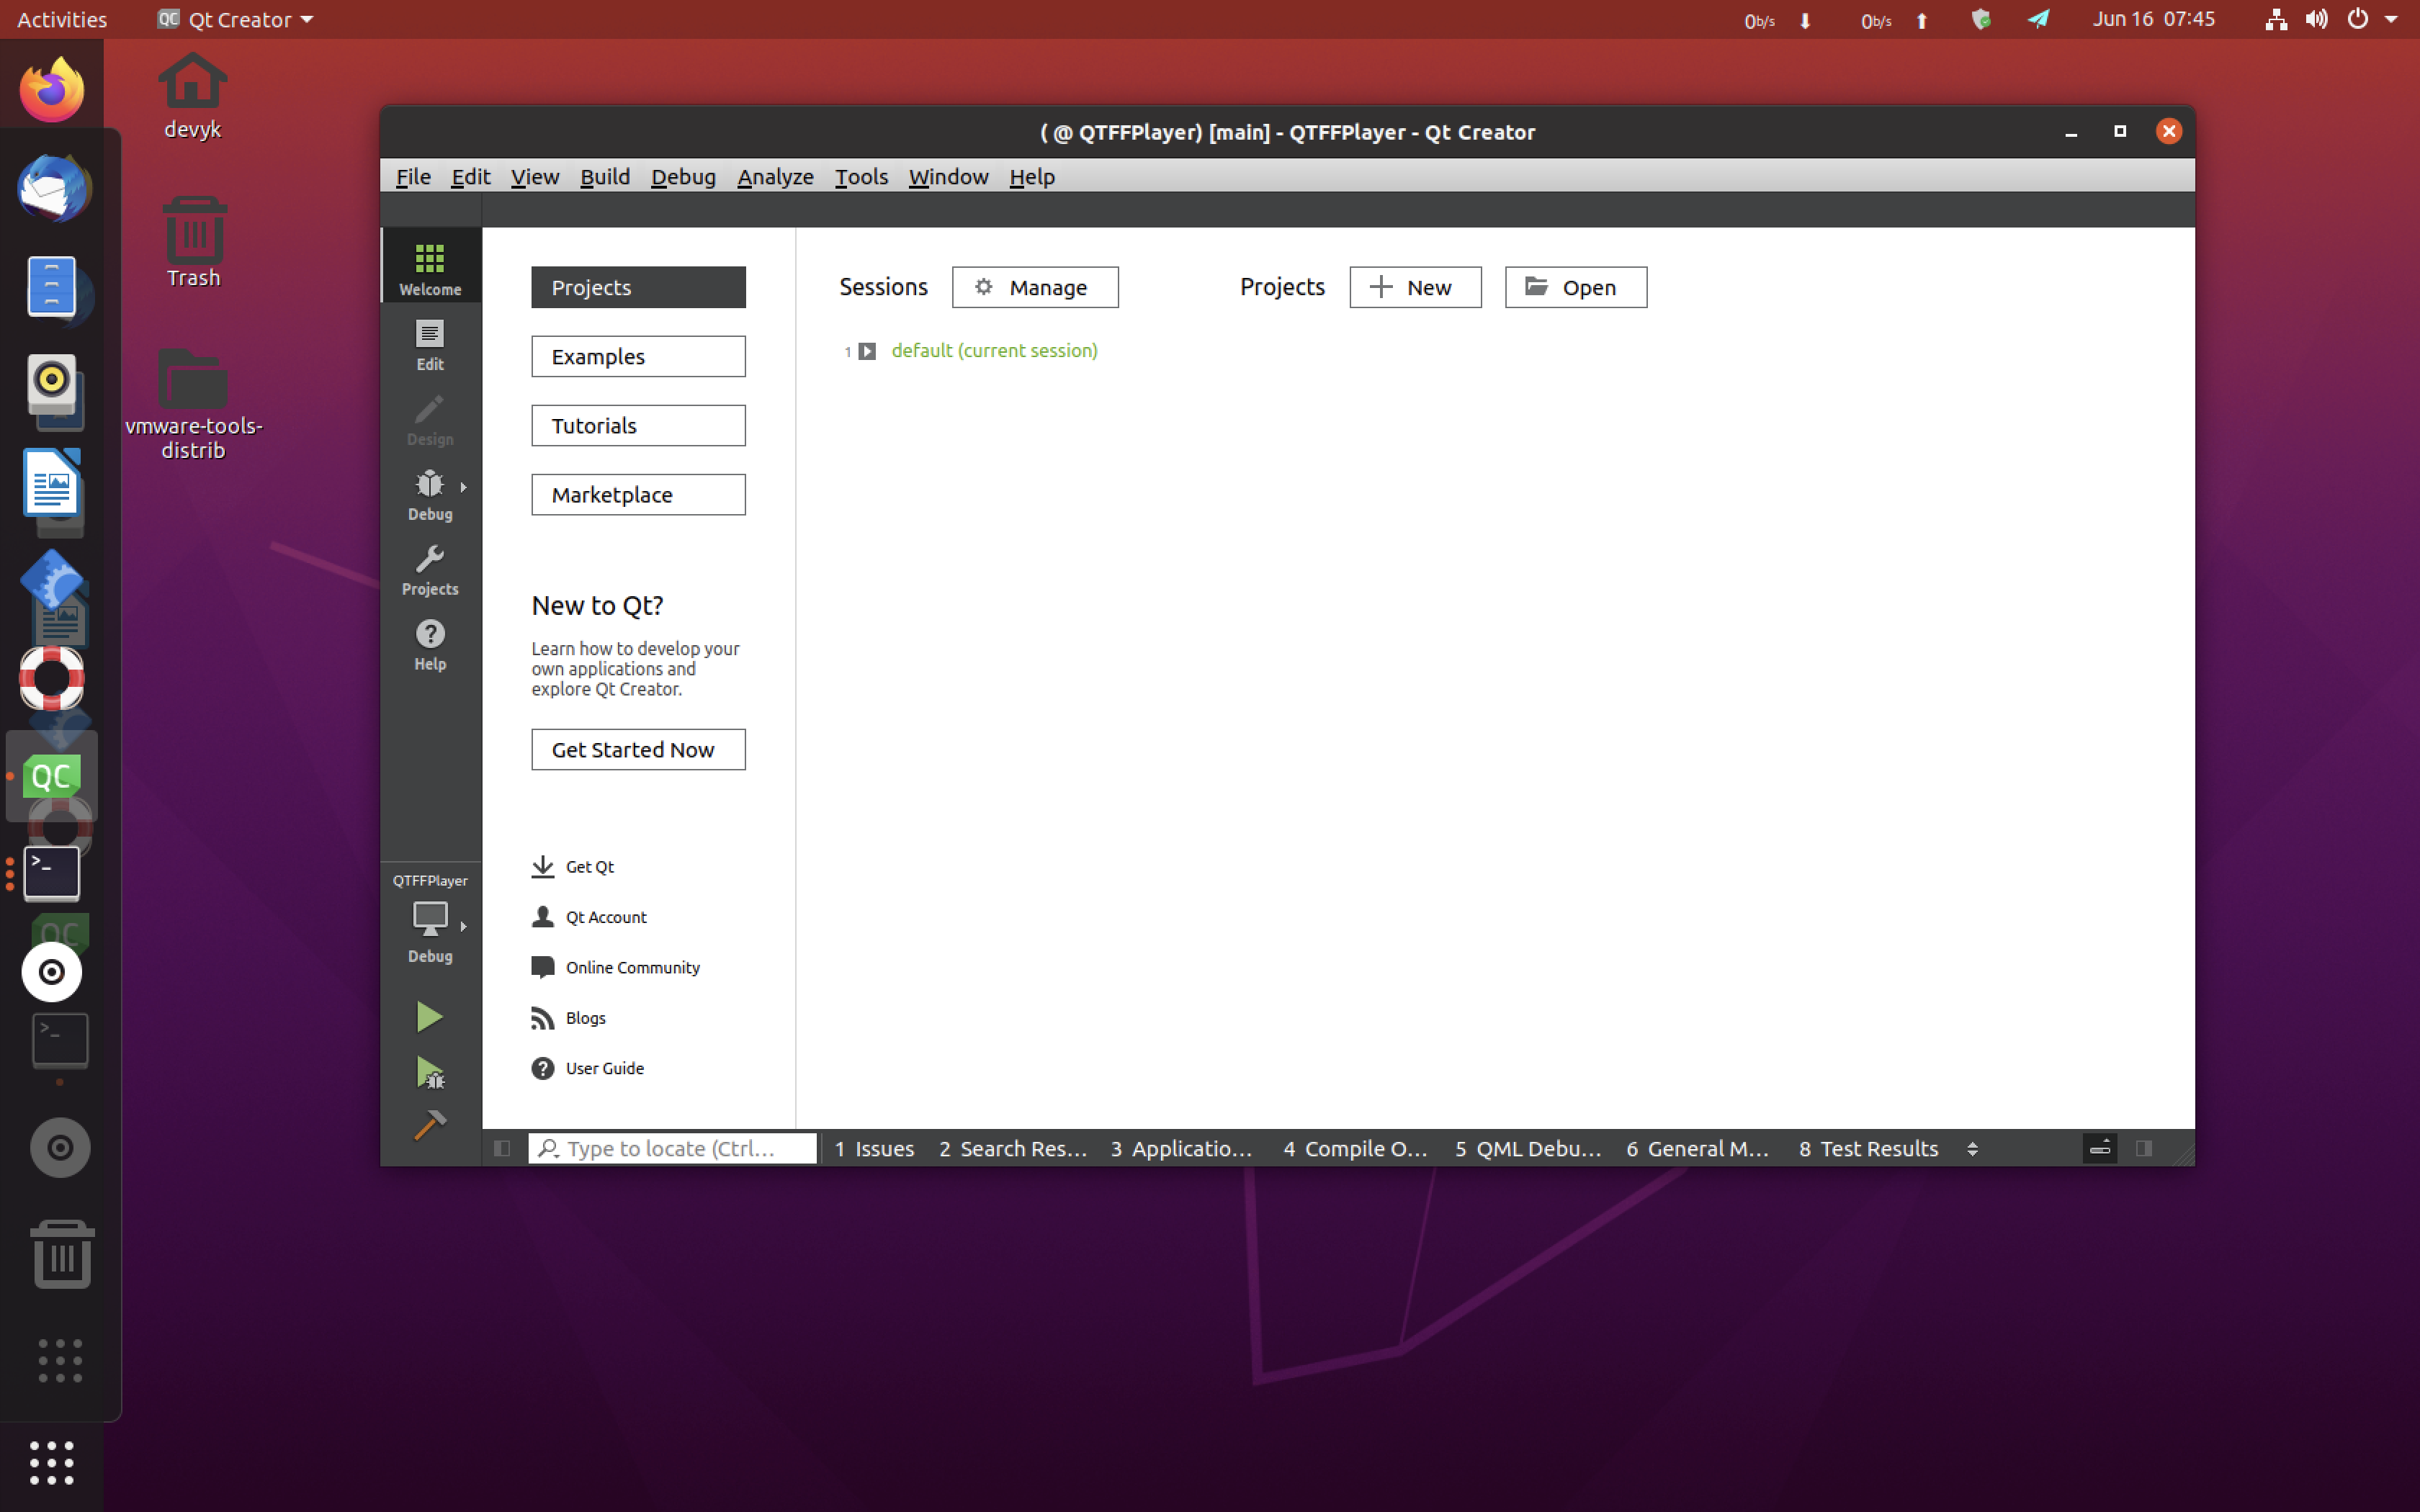 Activities
QC Qt Creator
0b/s
0b/s
Jun 16 07:45
devyk
Trash
vmware-tools-
distrib
( @ QTFFPlayer) [main] - QTFFPlayer - Qt Creator
File Edit View Build Debug Analyze Tools Window Help
Welcome
Edit
Design
Debug
Projects
Help
Projects
Examples
Tutorials
Marketplace
New to Qt?
Learn how to develop your
own applications and
explore Qt Creator.
Get Started Now
Get Qt
Qt Account
Online Community
Blogs
User Guide
Sessions
Manage
1 default (current session)
Projects
New
Open
QC
>_
QC
>_
QTFFPlayer
Debug
Type to locate (Ctrl...
1 Issues
2 Search Res...
3 Applicatio...
4 Compile O...
5 QML Debu...
6 General M...
8 Test Results